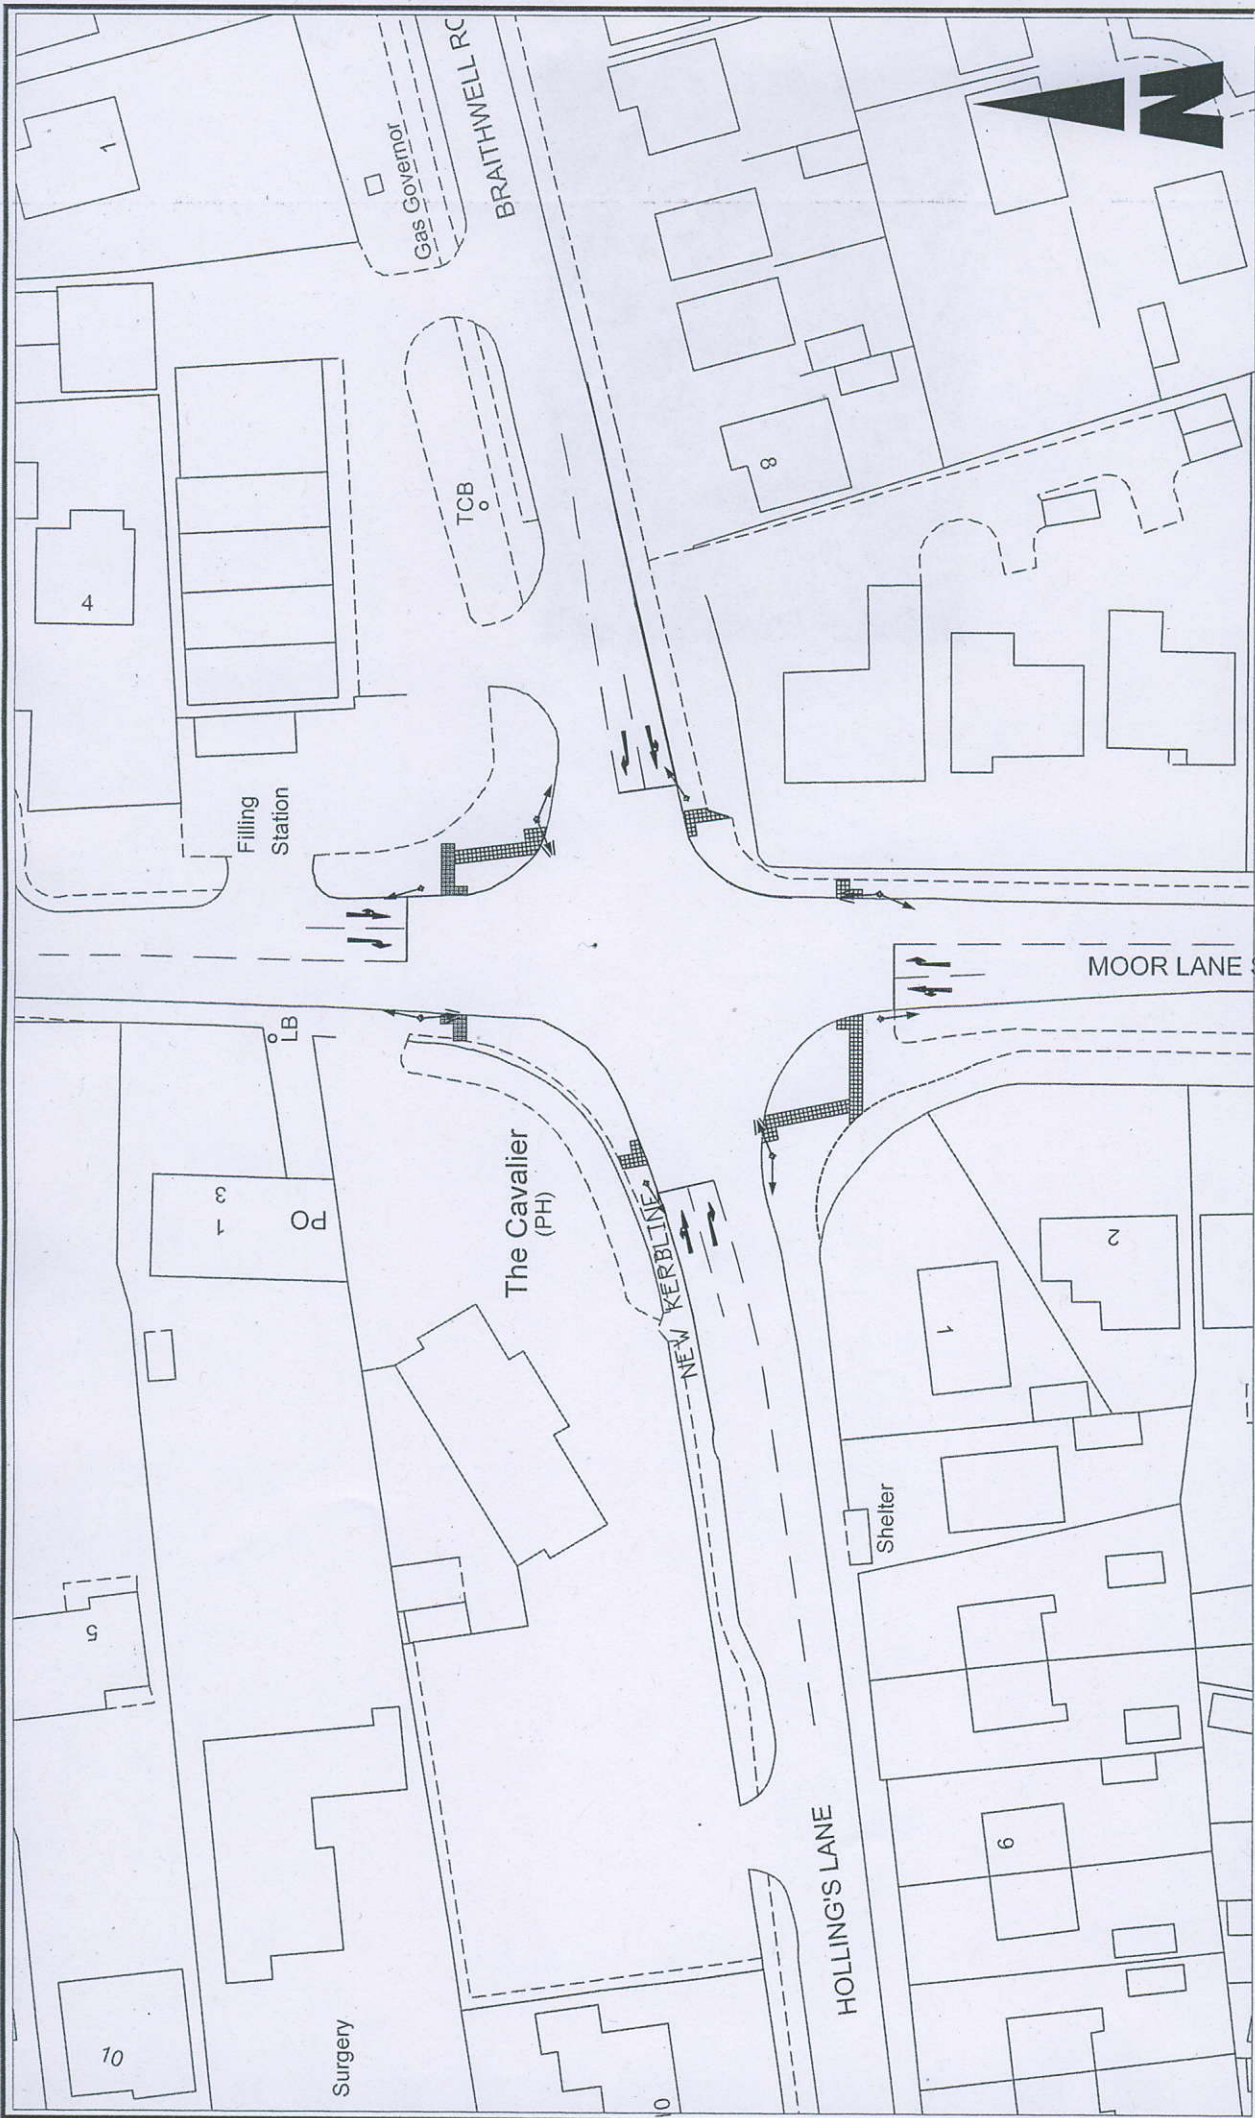 BRAITHWELL RO
Gas Governor
1
N
TCB
4
8
Filling
Station
MOOR LANE S
LB
The Cavalier
(PH)
PO
1
3
NEW KERBLINE
2
1
Shelter
5
9
HOLLING'S LANE
10
Surgery